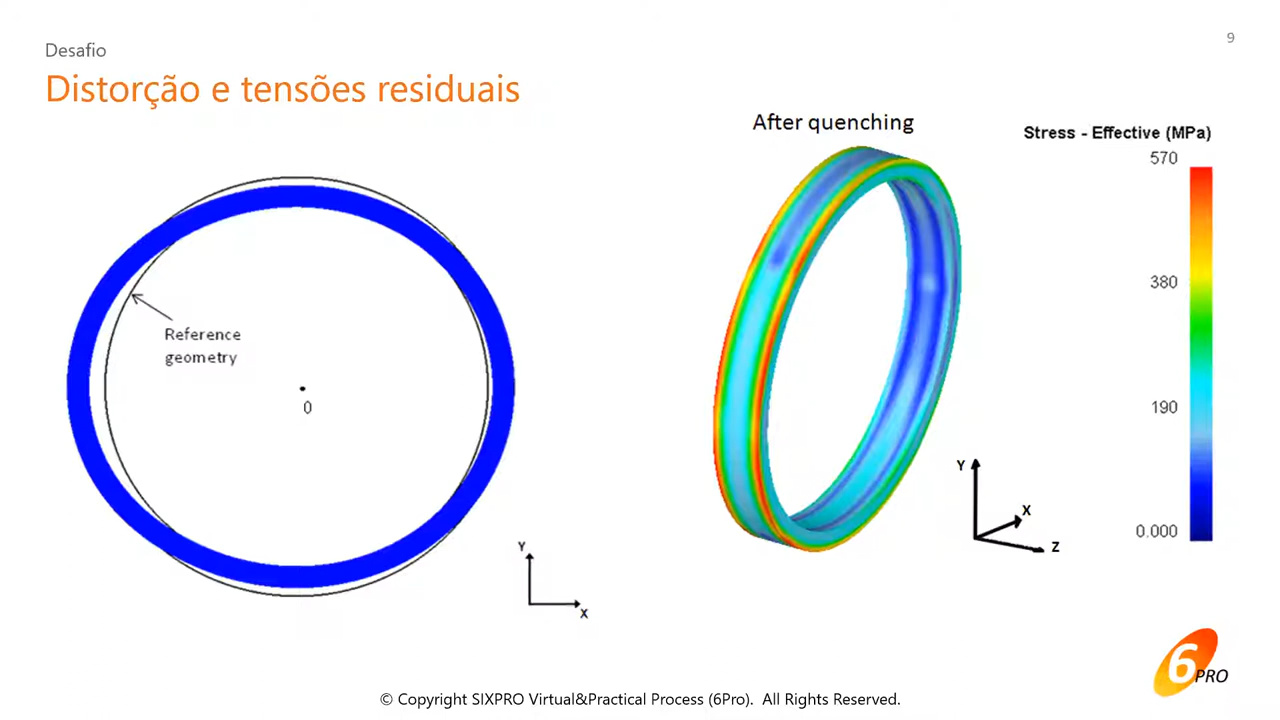 9
Desafio
Distorção e tensões residuais
After quenching
Stress - Effective (MPa)
570
380
190
0.000
Reference
geometry
0
Y
X
Y
X
Z
6
PRO
© Copyright SIXPRO Virtual&Practical Process (6Pro).  All Rights Reserved.